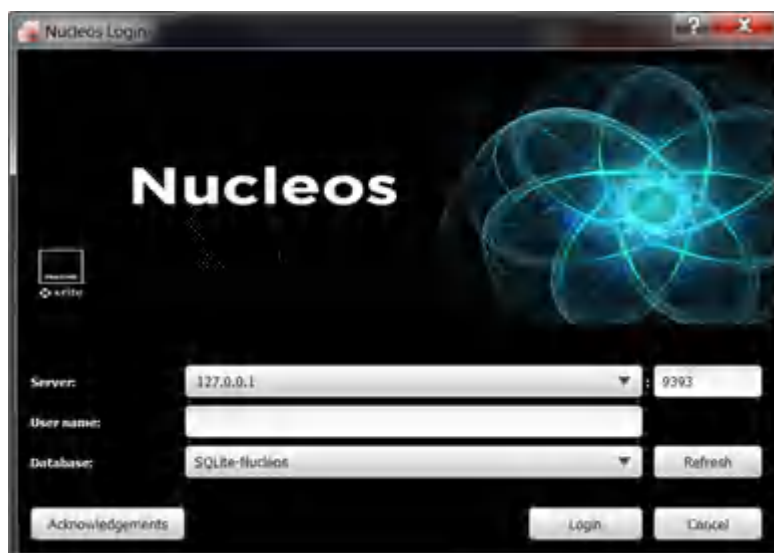 Nucleos Login
?
X
Nucleos
Server:
127.0.0.1
:
9393
User name:
Database:
SQLite-Nucleos
Refresh
Acknowledgements
Login
Cancel